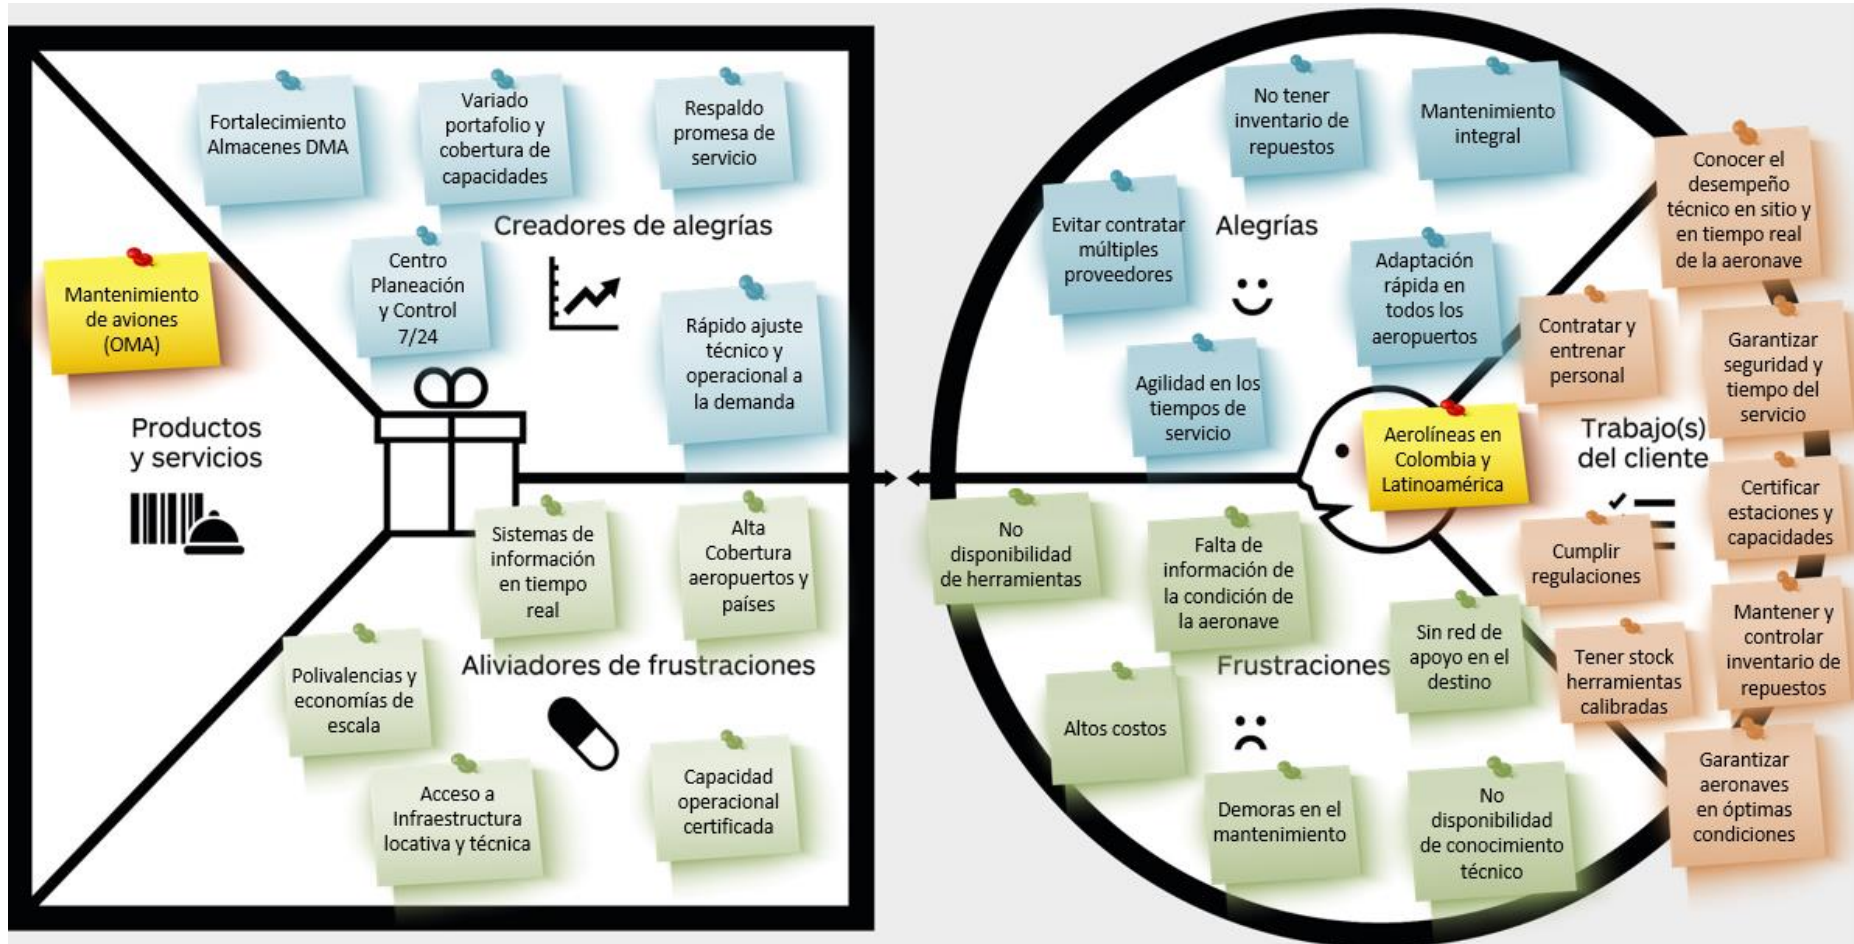 Fortalecimiento
Almacenes DMA
Variado
portafolio y
cobertura de
capacidades
Respaldo
promesa de
servicio
Creadores de alegrías
Centro
Planeación
y Control
7/24
Rápido ajuste
técnico y
operacional a
la demanda
Mantenimiento
de aviones
(OMA)
Productos
y servicios
Sistemas de
información
en tiempo
real
Alta
Cobertura
aeropuertos y
países
Polivalencias y
economías de
escala
Aliviadores de frustraciones
Acceso a
Infraestructura
locativa y técnica
Capacidad
operacional
certificada
No tener
inventario de
repuestos
Mantenimiento
integral
Evitar contratar
múltiples
proveedores
Alegrías
Adaptación
rápida en
todos los
aeropuertos
Agilidad en los
tiempos de
servicio
Conocer el
desempeño
técnico en sitio y
en tiempo real
de la aeronave
Contratar y
entrenar
personal
Garantizar
seguridad y
tiempo del
servicio
Aerolíneas en
Colombia y
Latinoamérica
Trabajo(s)
del cliente
Certificar
estaciones y
capacidades
Cumplir
regulaciones
Mantener y
controlar
inventario de
repuestos
Tener stock
herramientas
calibradas
Garantizar
aeronaves
en óptimas
condiciones
No
disponibilidad
de herramientas
Falta de
información de
la condición de
la aeronave
Sin red de
apoyo en el
destino
Frustraciones
Altos costos
Demoras en el
mantenimiento
No
disponibilidad
de conocimiento
técnico